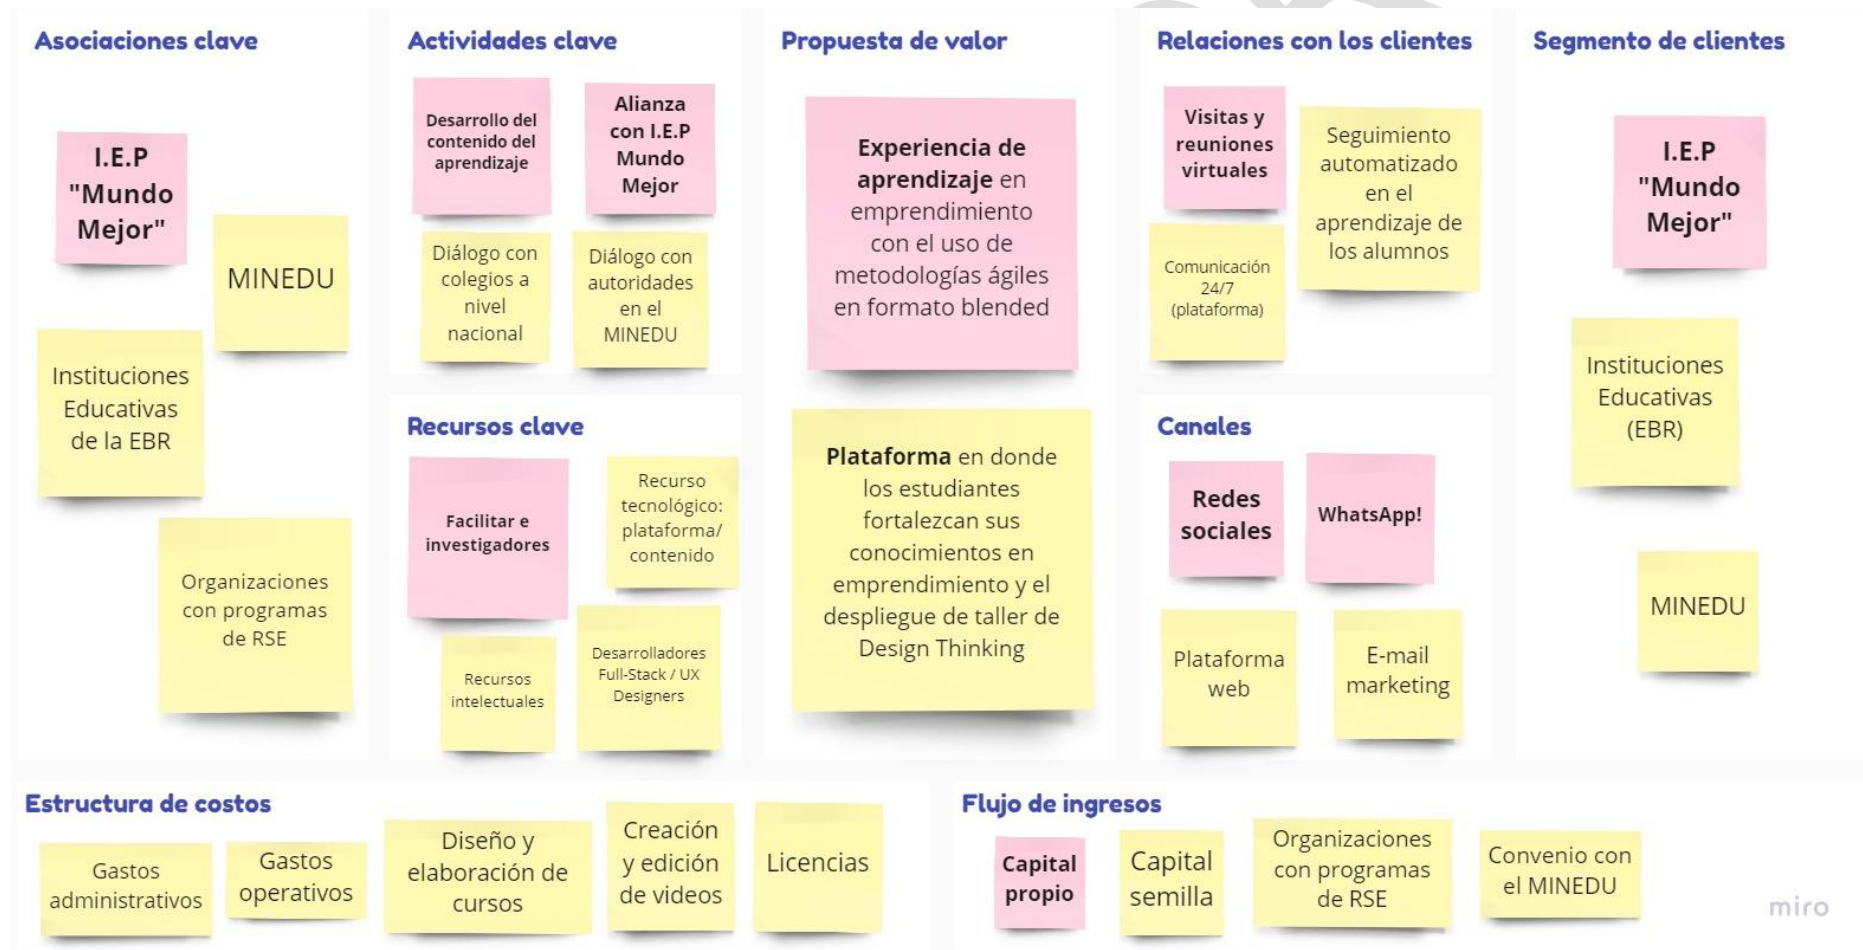 Asociaciones clave
I.E.P
"Mundo
Mejor"
MINEDU
Instituciones
Educativas
de la EBR
Organizaciones
con programas
de RSE
Actividades clave
Desarrollo del
contenido del
aprendizaje
Alianza
con I.E.P
Mundo
Mejor
Diálogo con
colegios a
nivel
nacional
Diálogo con
autoridades
en el
MINEDU
Recursos clave
Facilitar e
investigadores
Recurso
tecnológico:
plataforma/
contenido
Recursos
intelectuales
Desarrolladores
Full-Stack / UX
Designers
Propuesta de valor
Experiencia de
aprendizaje en
emprendimiento
con el uso de
metodologías ágiles
en formato blended
Plataforma en donde
los estudiantes
fortalezcan sus
conocimientos en
emprendimiento y el
despliegue de taller de
Design Thinking
Relaciones con los clientes
Visitas y
reuniones
virtuales
Seguimiento
automatizado
en el
aprendizaje de
los alumnos
Comunicación
24/7
(plataforma)
Canales
Redes
sociales
WhatsApp!
Plataforma
web
E-mail
marketing
Segmento de clientes
I.E.P
"Mundo
Mejor"
Instituciones
Educativas
(EBR)
MINEDU
Estructura de costos
Gastos
administrativos
Gastos
operativos
Diseño y
elaboración de
cursos
Creación
y edición
de videos
Licencias
Flujo de ingresos
Capital
propio
Capital
semilla
Organizaciones
con programas
de RSE
Convenio con
el MINEDU
miro